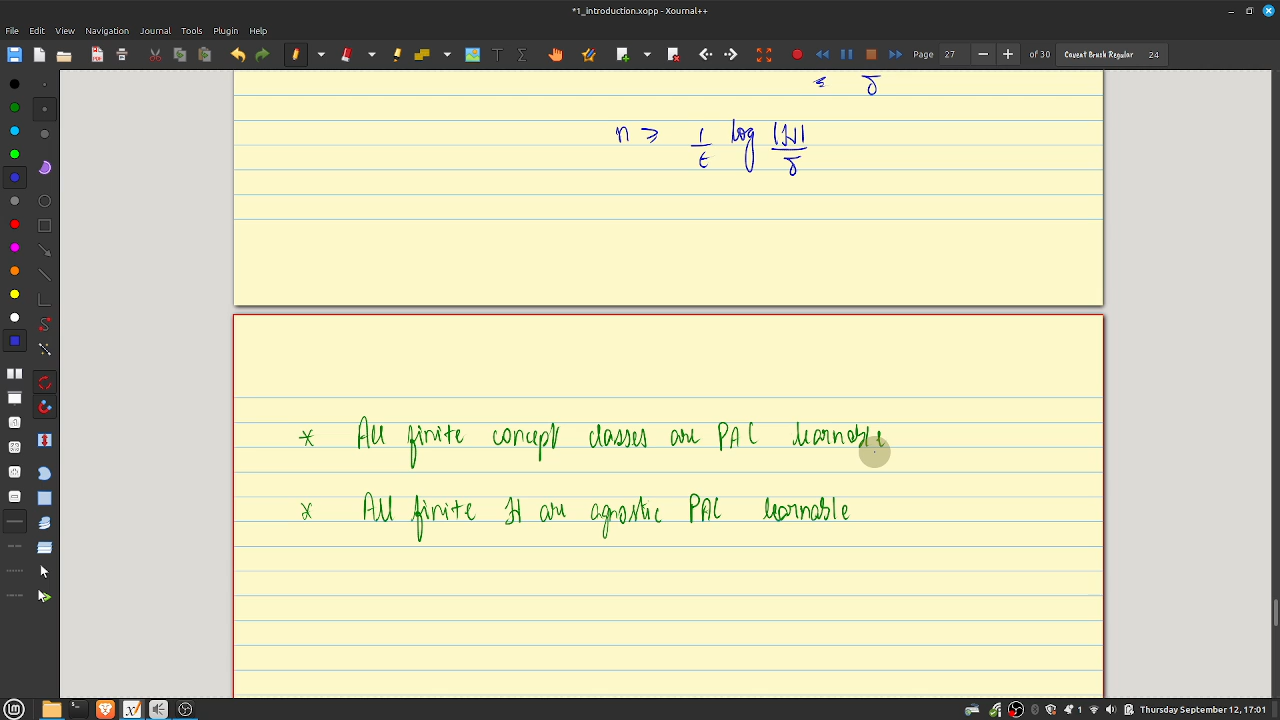 *1_introduction.xopp - Xournal++
File Edit View Navigation Journal Tools Plugins Help
Page 27 of 30 Caveat Brush Regular 24
≤ δ
n ≥ 1/ε log |H|/δ
* All finite concept classes are PAC learnable
* All finite H are agnostic PAC learnable
Thursday September 12, 17:01